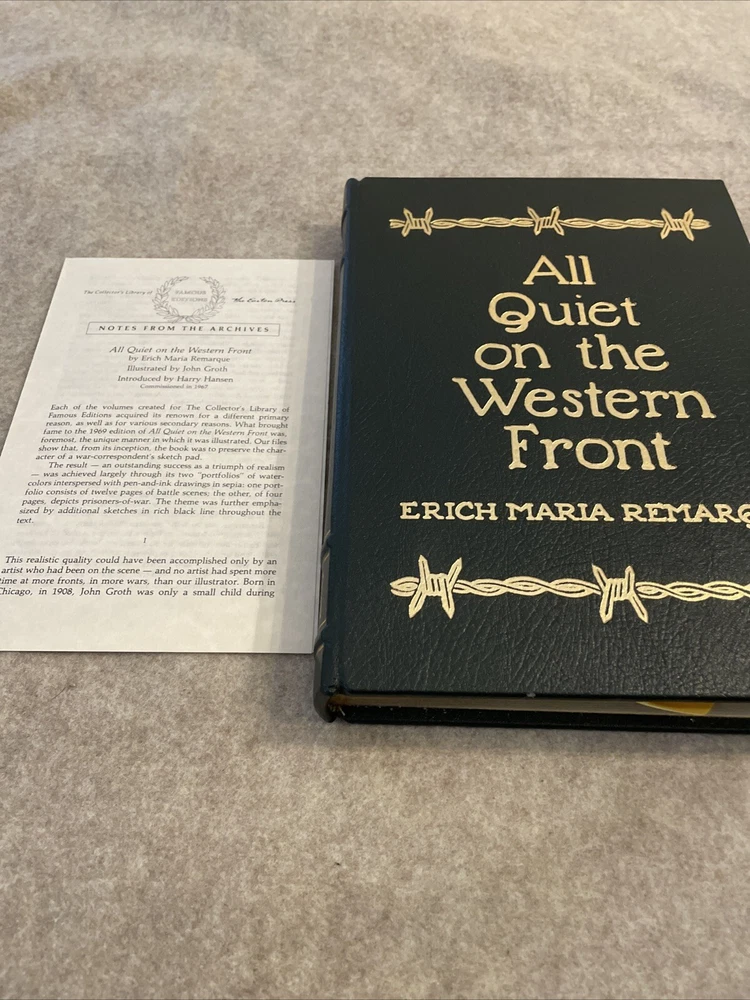 The Collector's Library of
FAMOUS
EDITIONS
The Easton Press
NOTES FROM THE ARCHIVES
All Quiet on the Western Front
by Erich Maria Remarque
Illustrated by John Groth
Introduced by Harry Hansen
Commissioned in 1967
Each of the volumes created for The Collector's Library of
Famous Editions acquired its renown for a different primary
reason, as well as for various secondary reasons. What brought
fame to the 1969 edition of All Quiet on the Western Front was,
foremost, the unique manner in which it was illustrated. Our files
show that, from its inception, the book was to preserve the char-
acter of a war-correspondent's sketch pad.
The result — an outstanding success as a triumph of realism
— was achieved largely through its two "portfolios" of water-
colors interspersed with pen-and-ink drawings in sepia: one port-
folio consists of twelve pages of battle scenes; the other, of four
pages, depicts prisoners-of-war. The theme was further empha-
sized by additional sketches in rich black line throughout the
text.
1
This realistic quality could have been accomplished only by an
artist who had been on the scene — and no artist had spent more
time at more fronts, in more wars, than our illustrator. Born in
Chicago, in 1908, John Groth was only a small child during
All
Quiet
on the
Western
Front
ERICH MARIA REMARQ